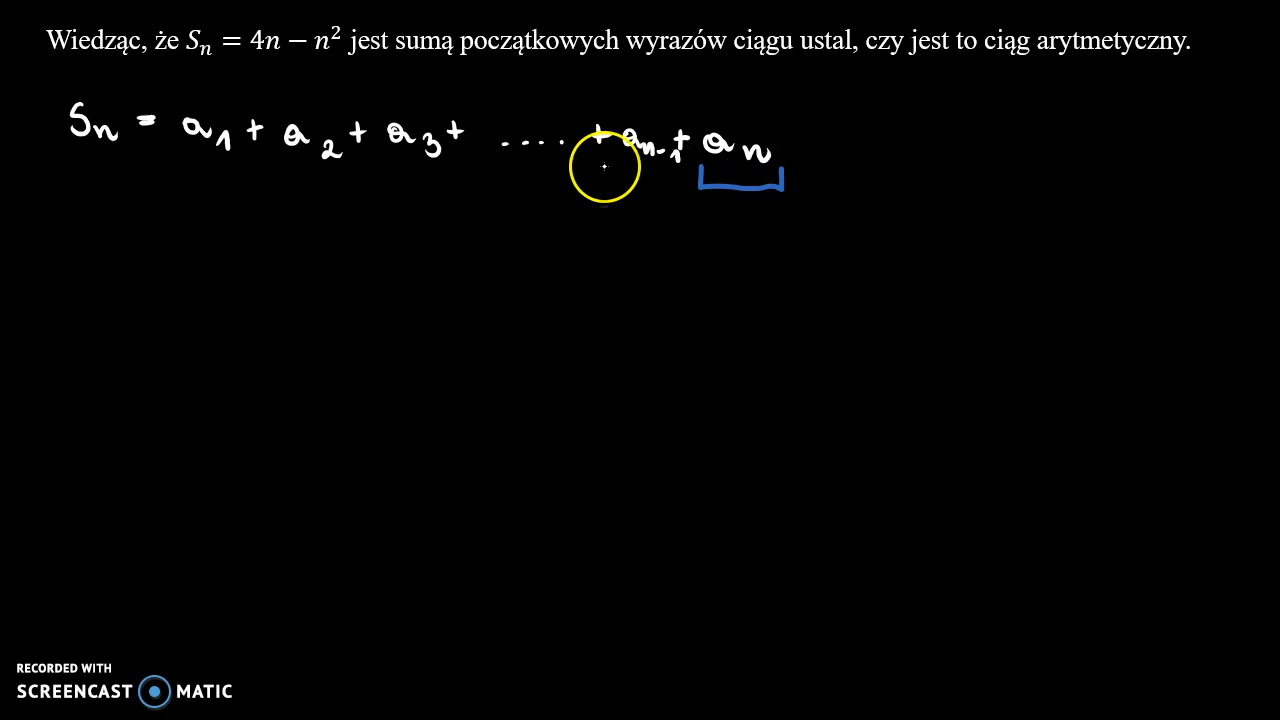 Wiedząc, że Sₙ = 4n − n² jest sumą początkowych wyrazów ciągu ustal, czy jest to ciąg arytmetyczny.
Sₙ = a₁ + a₂ + a₃ + .... + aₙ₋₁ + aₙ
RECORDED WITH
SCREENCAST MATIC